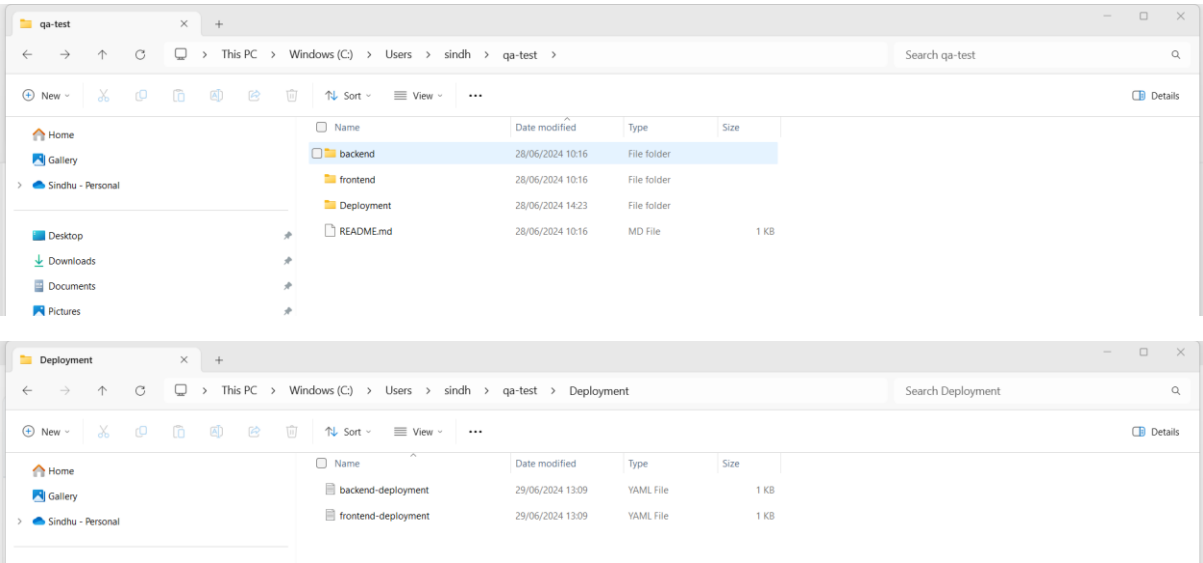 qa-test
This PC > Windows (C:) > Users > sindh > qa-test >
Search qa-test
New
Sort
View
Details
Name Date modified Type Size
Home
backend 28/06/2024 10:16 File folder
Gallery
frontend 28/06/2024 10:16 File folder
Sindhu - Personal
Deployment 28/06/2024 14:23 File folder
README.md 28/06/2024 10:16 MD File 1 KB
Desktop
Downloads
Documents
Pictures
Deployment
This PC > Windows (C:) > Users > sindh > qa-test > Deployment
Search Deployment
New
Sort
View
Details
Name Date modified Type Size
Home
backend-deployment 29/06/2024 13:09 YAML File 1 KB
Gallery
frontend-deployment 29/06/2024 13:09 YAML File 1 KB
Sindhu - Personal